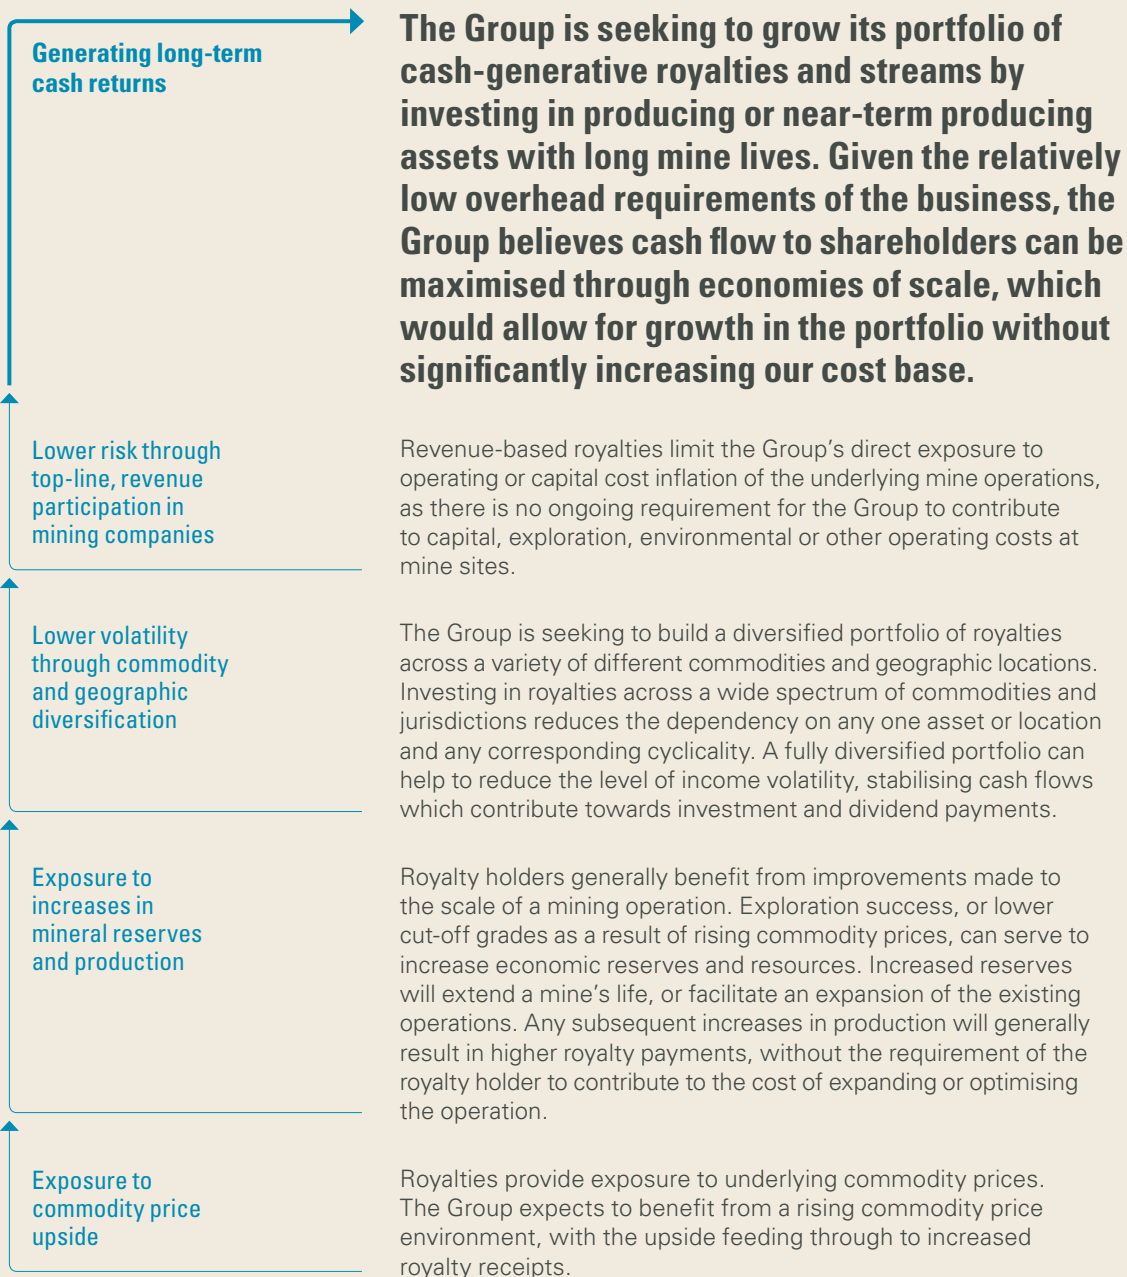 Generating long-term
cash returns
The Group is seeking to grow its portfolio of
cash-generative royalties and streams by
investing in producing or near-term producing
assets with long mine lives. Given the relatively
low overhead requirements of the business, the
Group believes cash flow to shareholders can be
maximised through economies of scale, which
would allow for growth in the portfolio without
significantly increasing our cost base.
Lower risk through
top-line, revenue
participation in
mining companies
Revenue-based royalties limit the Group's direct exposure to
operating or capital cost inflation of the underlying mine operations,
as there is no ongoing requirement for the Group to contribute
to capital, exploration, environmental or other operating costs at
mine sites.
Lower volatility
through commodity
and geographic
diversification
The Group is seeking to build a diversified portfolio of royalties
across a variety of different commodities and geographic locations.
Investing in royalties across a wide spectrum of commodities and
jurisdictions reduces the dependency on any one asset or location
and any corresponding cyclicality. A fully diversified portfolio can
help to reduce the level of income volatility, stabilising cash flows
which contribute towards investment and dividend payments.
Exposure to
increases in
mineral reserves
and production
Royalty holders generally benefit from improvements made to
the scale of a mining operation. Exploration success, or lower
cut-off grades as a result of rising commodity prices, can serve to
increase economic reserves and resources. Increased reserves
will extend a mine's life, or facilitate an expansion of the existing
operations. Any subsequent increases in production will generally
result in higher royalty payments, without the requirement of the
royalty holder to contribute to the cost of expanding or optimising
the operation.
Exposure to
commodity price
upside
Royalties provide exposure to underlying commodity prices.
The Group expects to benefit from a rising commodity price
environment, with the upside feeding through to increased
royalty receipts.